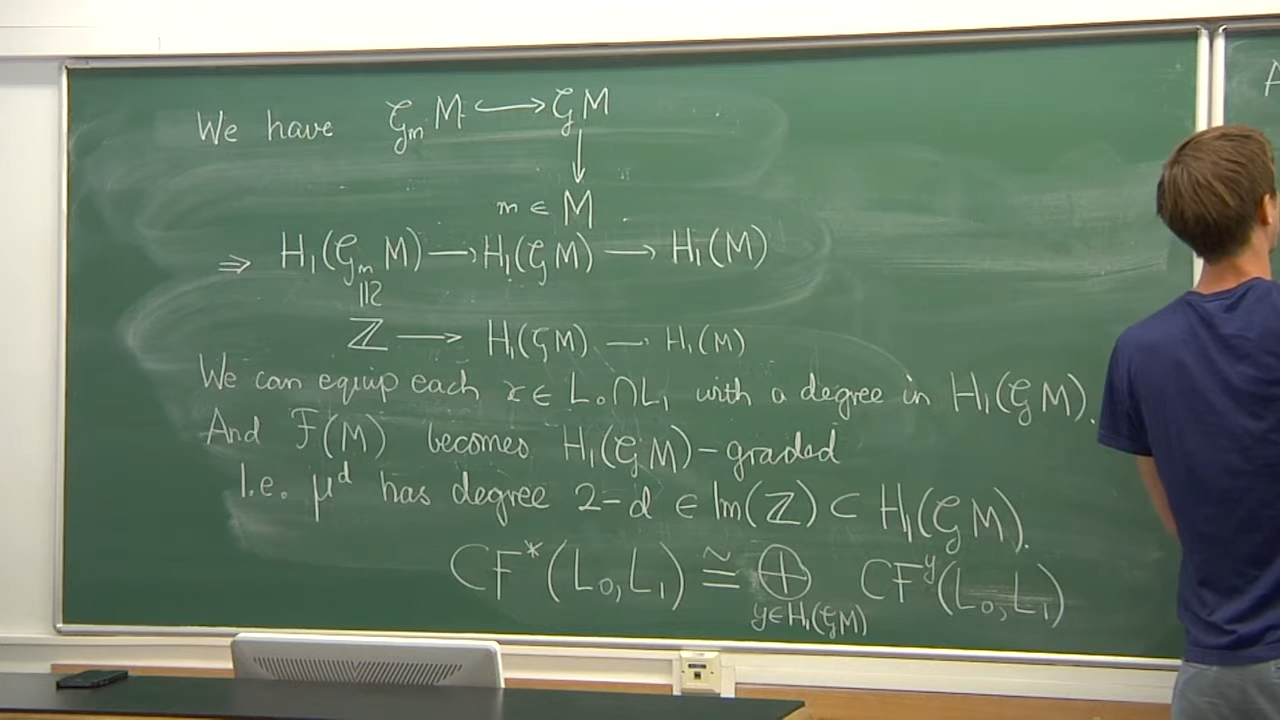 We have 𝒢ₘM ↪ 𝒢M
↓
m ∈ M
⇒ H₁(𝒢ₘM) → H₁(𝒢M) → H₁(M)
≅
ℤ → H₁(𝒢M) → H₁(M)
We can equip each x ∈ L₀∩L₁ with a degree in H₁(𝒢M).
And F(M) becomes H₁(𝒢M)-graded
I.e. μᵈ has degree 2-d ∈ Im(ℤ) ⊂ H₁(𝒢M).
CF*(L₀,L₁) ≅ ⊕ CFʸ(L₀,L₁)
y∈H₁(𝒢M)